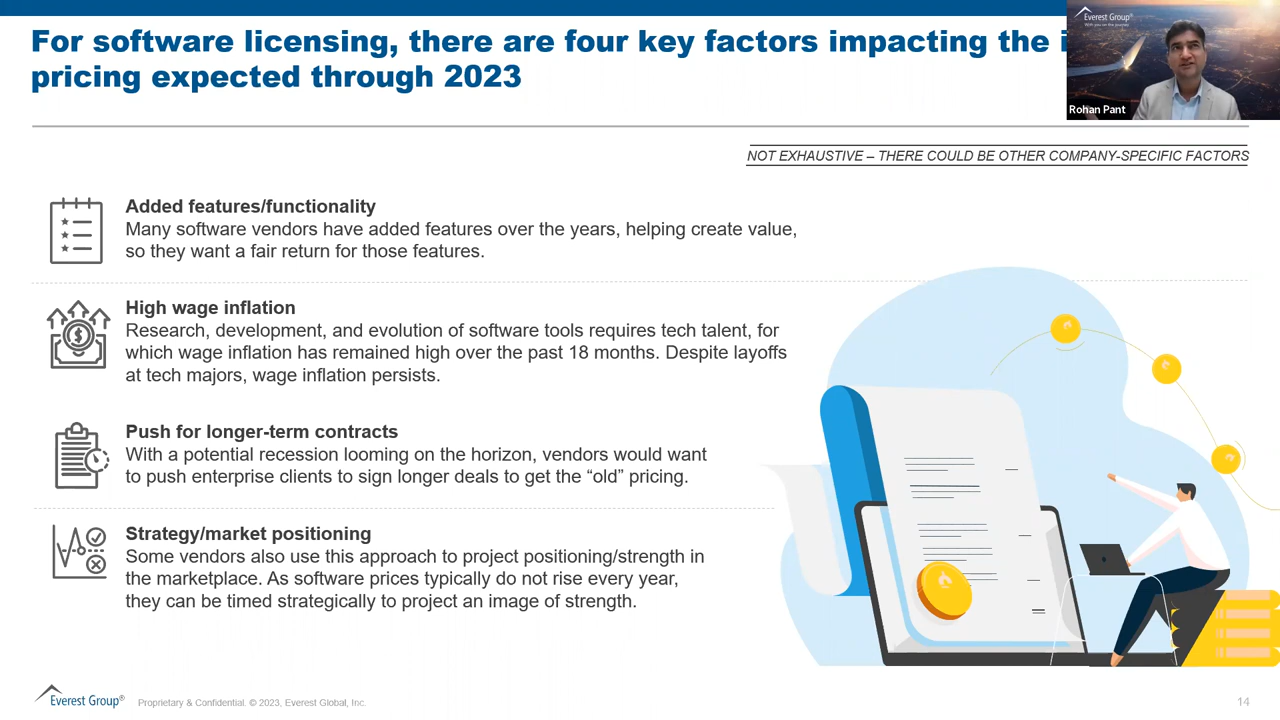 For software licensing, there are four key factors impacting the
pricing expected through 2023
Everest Group®
With you on the journey
Rohan Pant
NOT EXHAUSTIVE – THERE COULD BE OTHER COMPANY-SPECIFIC FACTORS
Added features/functionality
Many software vendors have added features over the years, helping create value,
so they want a fair return for those features.
High wage inflation
Research, development, and evolution of software tools requires tech talent, for
which wage inflation has remained high over the past 18 months. Despite layoffs
at tech majors, wage inflation persists.
Push for longer-term contracts
With a potential recession looming on the horizon, vendors would want
to push enterprise clients to sign longer deals to get the “old” pricing.
Strategy/market positioning
Some vendors also use this approach to project positioning/strength in
the marketplace. As software prices typically do not rise every year,
they can be timed strategically to project an image of strength.
Everest Group®
Proprietary & Confidential. © 2023, Everest Global, Inc.
14